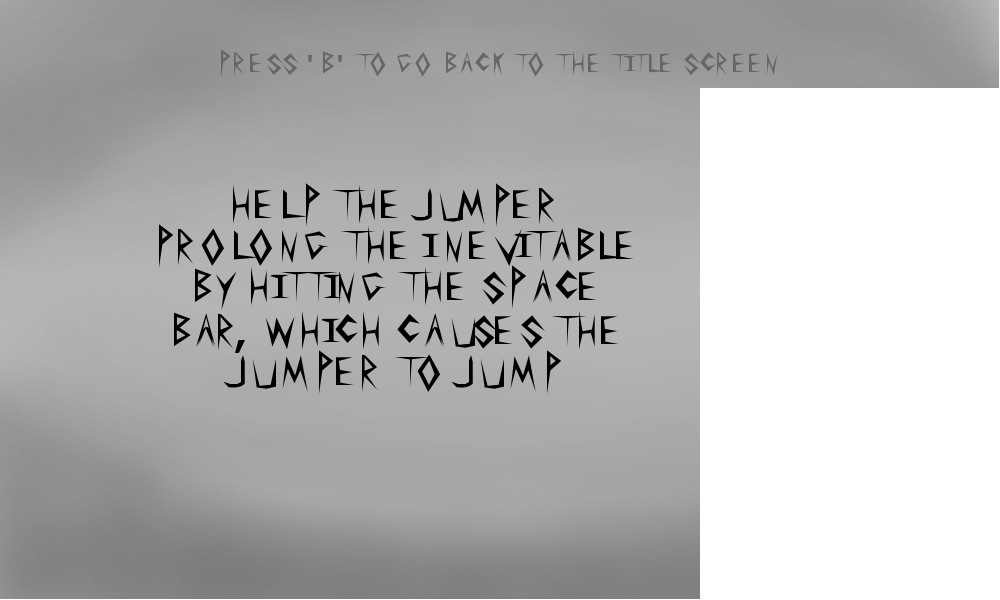 PRESS 'B' TO GO BACK TO THE TITLE SCREEN
HELP THE JUMPER
PROLONG THE INEVITABLE
BY HITTING THE SPACE
BAR, WHICH CAUSES THE
JUMPER TO JUMP